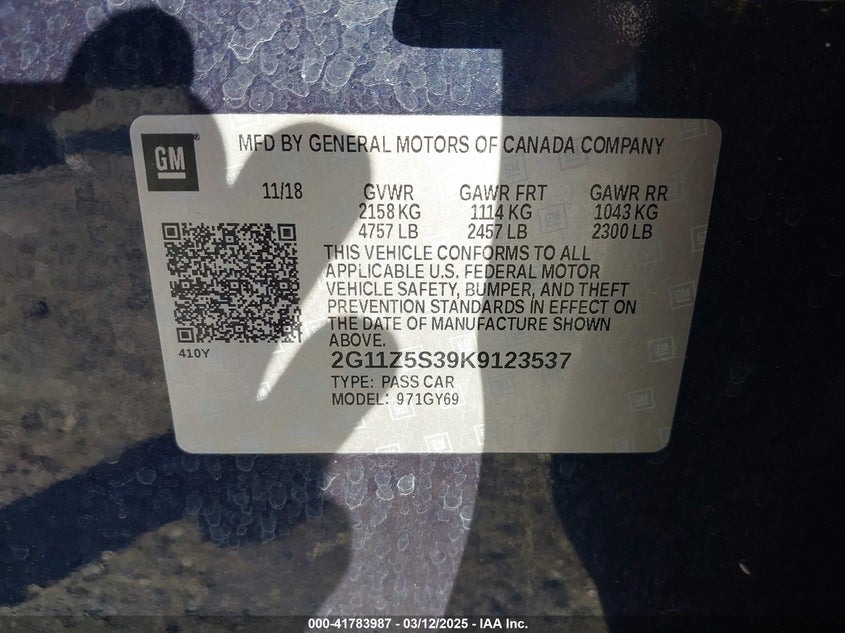 GM
MFD BY GENERAL MOTORS OF CANADA COMPANY
11/18 GVWR GAWR FRT GAWR RR
2158 KG 1114 KG 1043 KG
4757 LB 2457 LB 2300 LB
THIS VEHICLE CONFORMS TO ALL
APPLICABLE U.S. FEDERAL MOTOR
VEHICLE SAFETY, BUMPER, AND THEFT
PREVENTION STANDARDS IN EFFECT ON
THE DATE OF MANUFACTURE SHOWN
ABOVE.
410Y
2G11Z5S39K9123537
TYPE: PASS CAR
MODEL: 971GY69
000-41783987 - 03/12/2025 - IAA Inc.